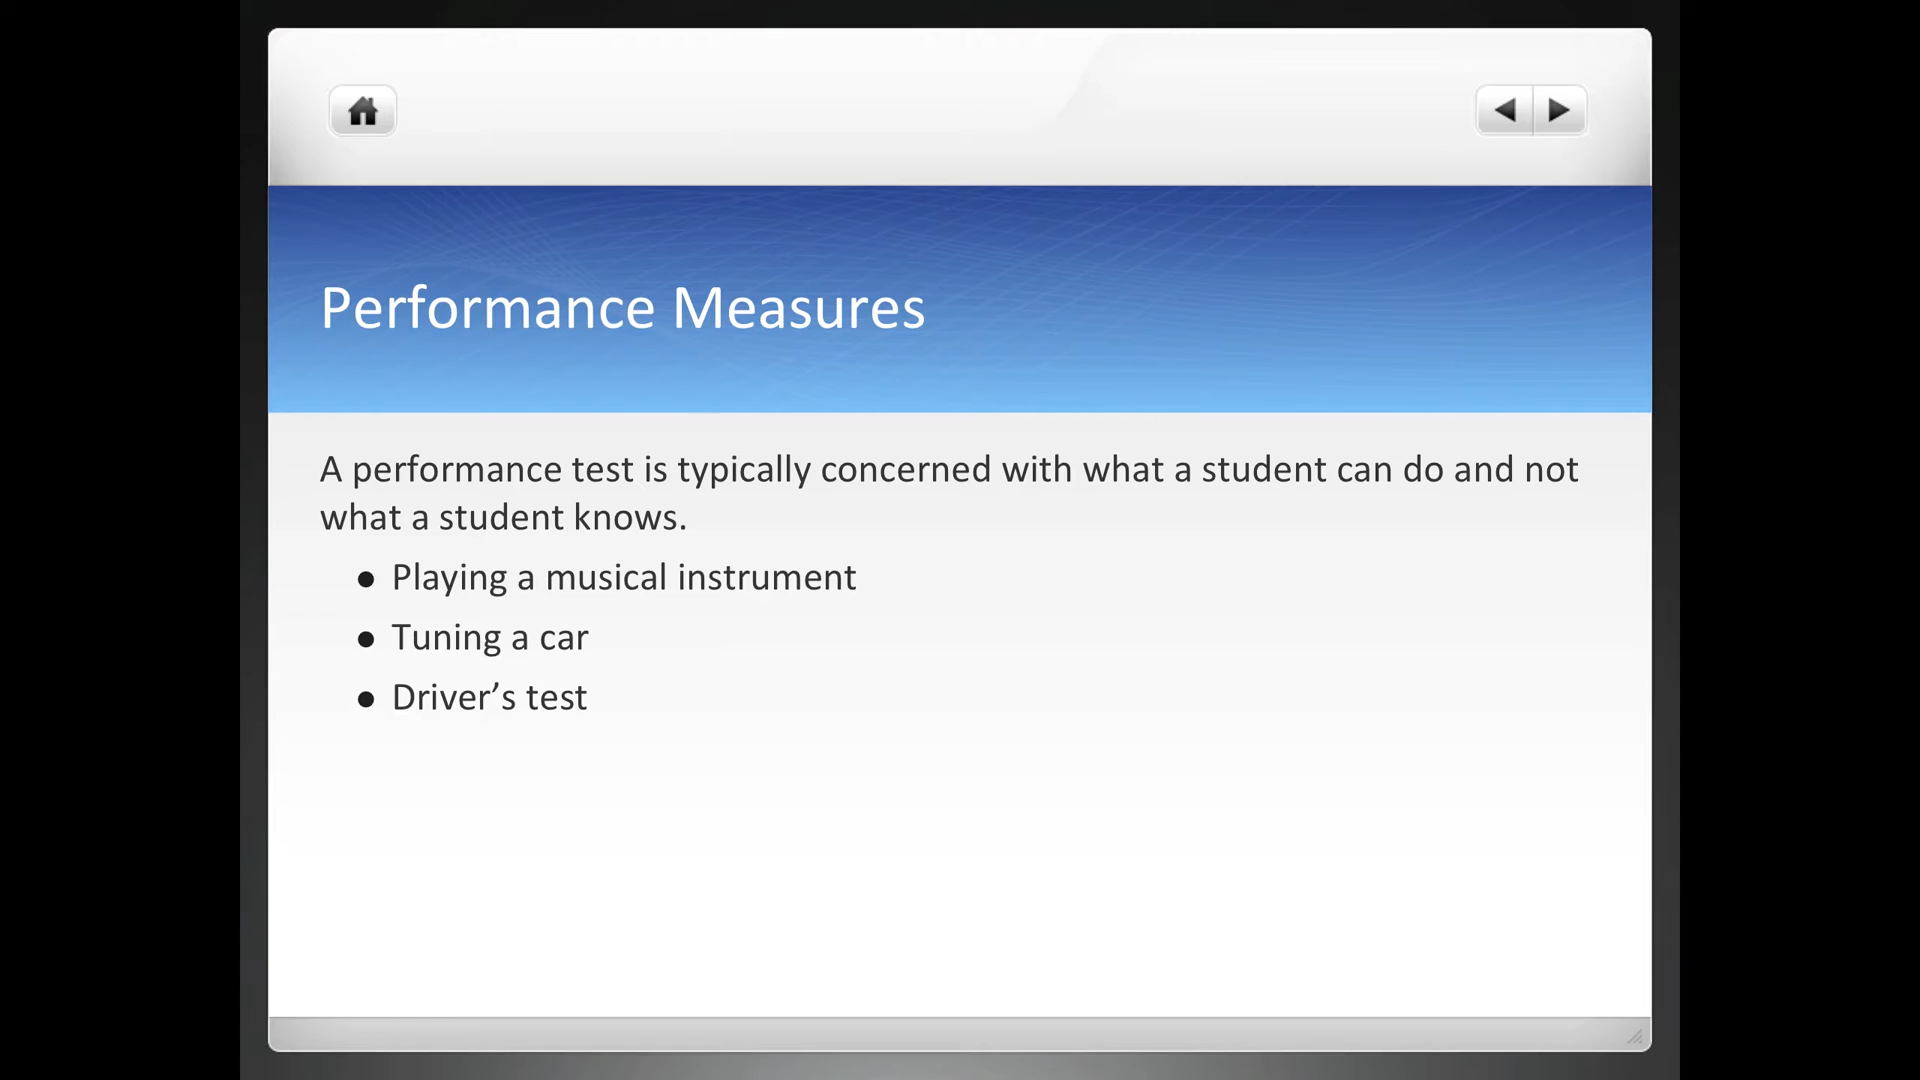 Performance Measures
A performance test is typically concerned with what a student can do and not
what a student knows.
● Playing a musical instrument
● Tuning a car
● Driver’s test